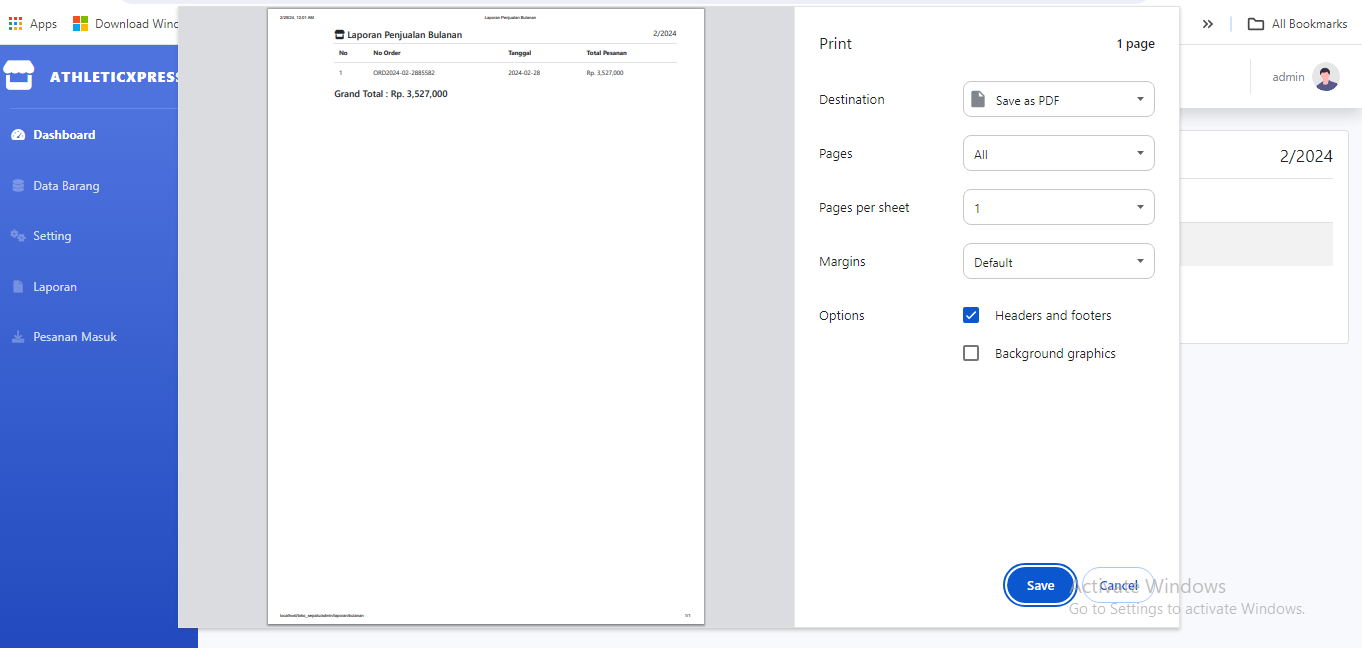 Apps
Download Wind
All Bookmarks
ATHLETICXPRESS
admin
Dashboard
Data Barang
Setting
Laporan
Pesanan Masuk
2/29/24, 12:01 AM
Laporan Penjualan Bulanan
Laporan Penjualan Bulanan
2/2024
No No Order Tanggal Total Pesanan
1 ORD2024-02-2885582 2024-02-28 Rp. 3,527,000
Grand Total : Rp. 3,527,000
localhost/toko_sepatu/admin/laporan/bulanan
1/1
Print
1 page
Destination
Save as PDF
Pages
All
Pages per sheet
1
Margins
Default
Options
Headers and footers
Background graphics
Save
Cancel
2/2024
Activate Windows
Go to Settings to activate Windows.